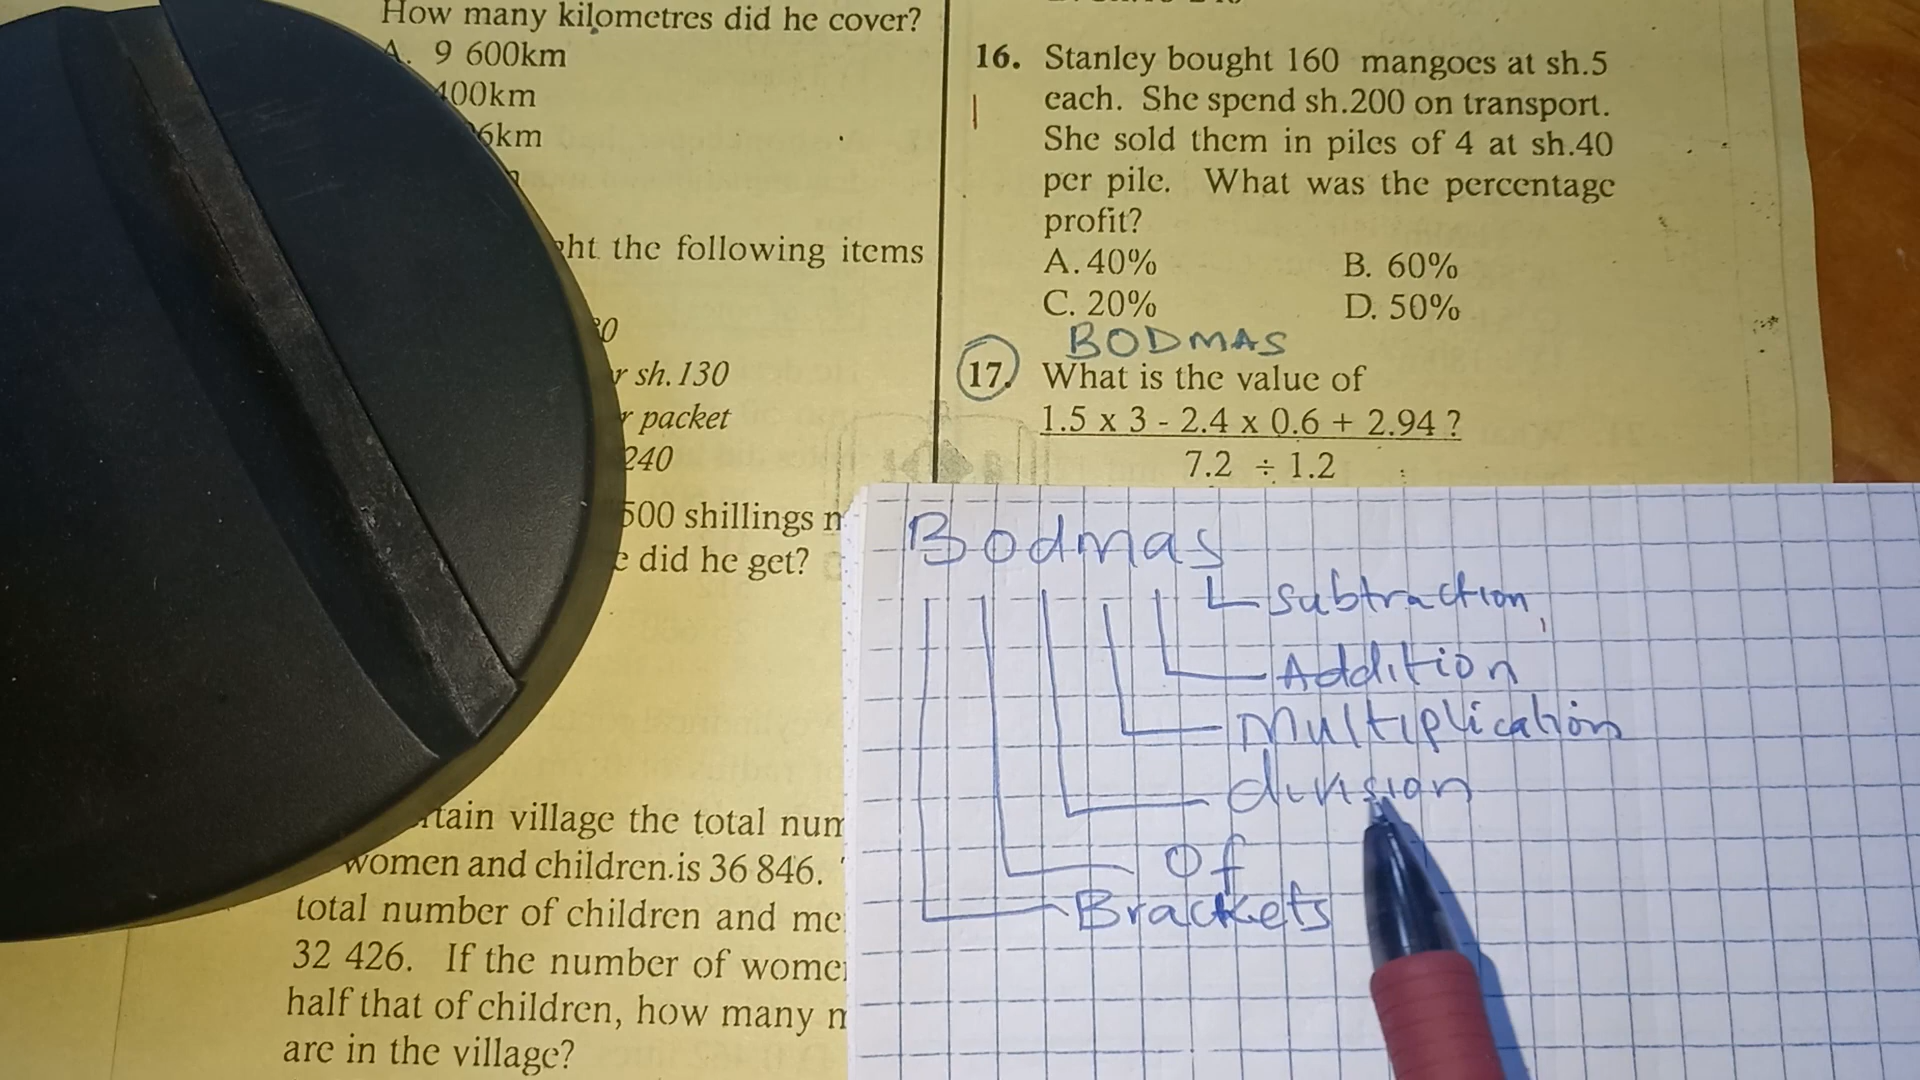 How many kilometres did he cover?
A. 9 600km
400km
6km
the following items
r sh.130
packet
240
500 shillings
did he get?
village the total
women and children is 36 846.
total number of children and
32 426. If the number of
half that of children, how many
are in the village?
16. Stanley bought 160 mangoes at sh.5
each. She spend sh.200 on transport.
She sold them in piles of 4 at sh.40
per pile. What was the percentage
profit?
A. 40% B. 60%
C. 20% D. 50%
BODMAS
17. What is the value of
1.5 x 3 - 2.4 x 0.6 + 2.94 ?
7.2 ÷ 1.2
Bodmas
subtraction
Addition
Multiplication
division
Of
Brackets